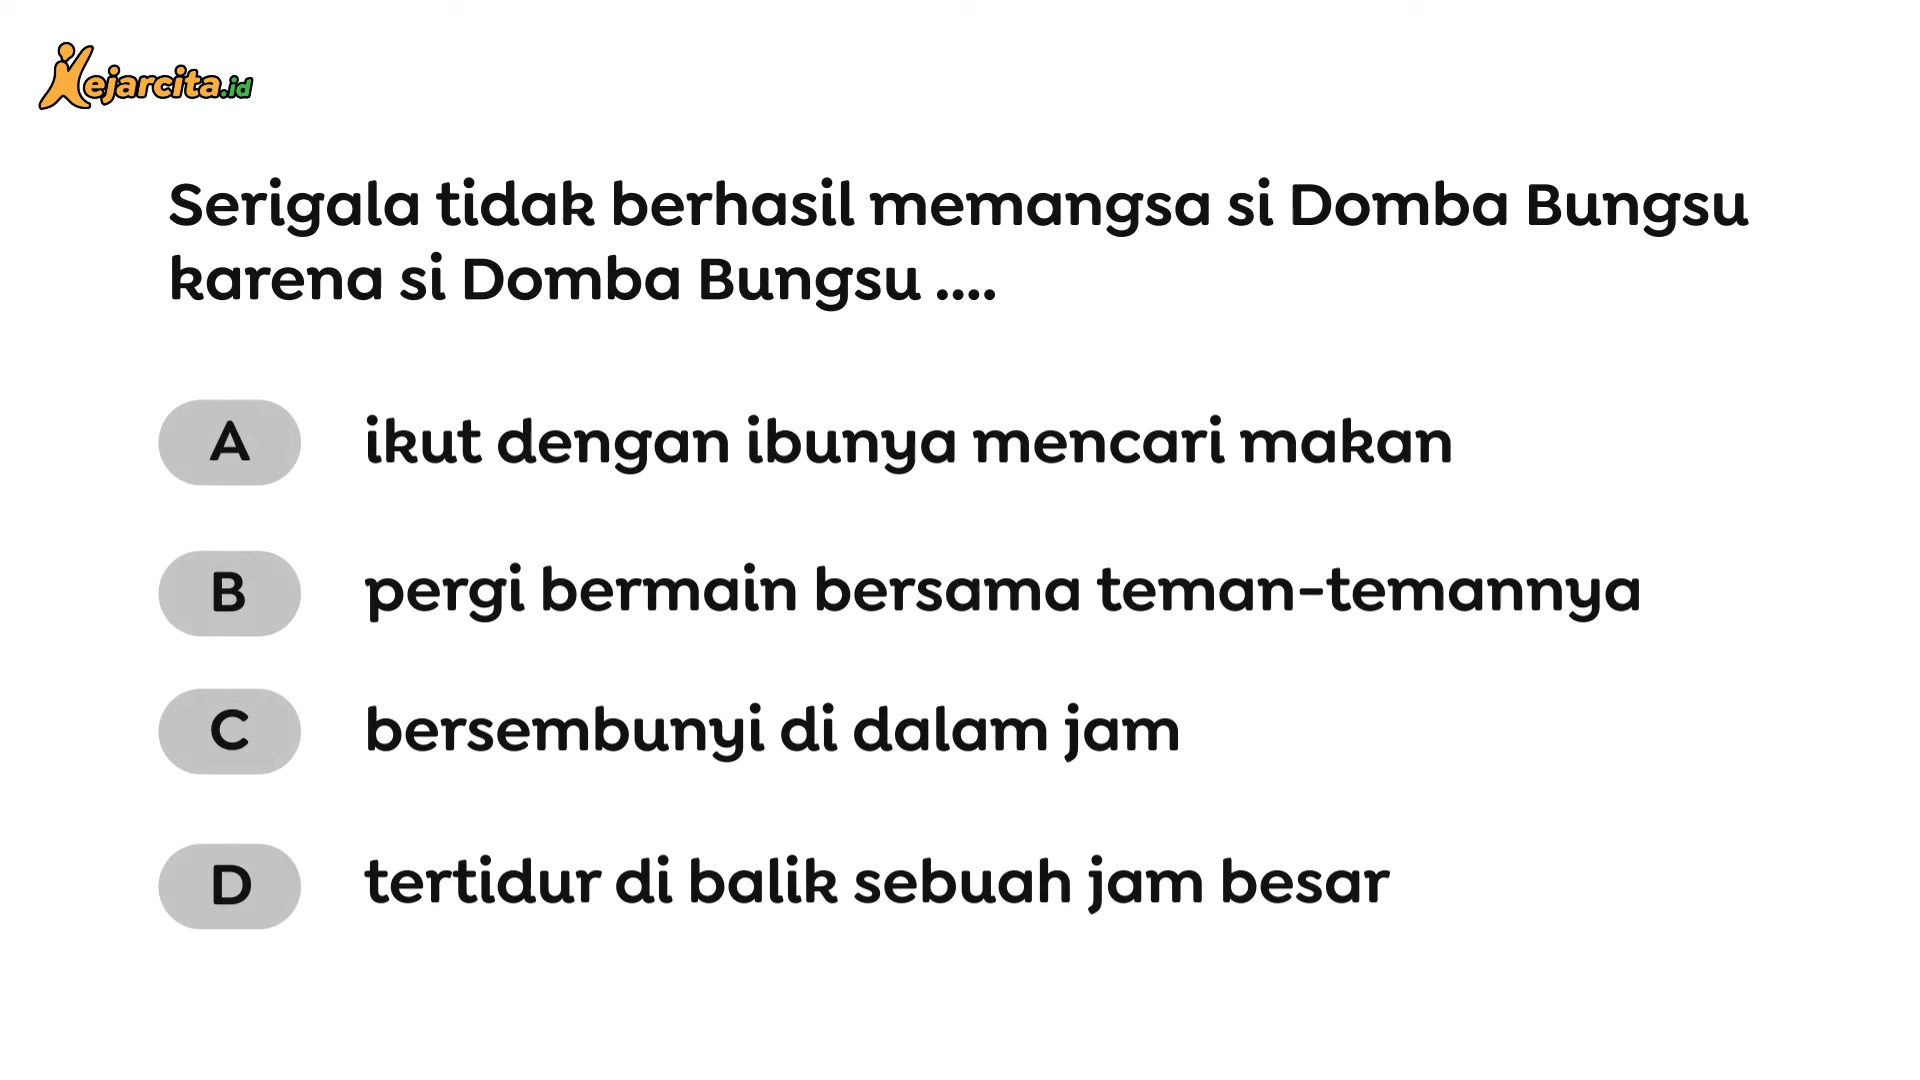 Kejarcita.id
Serigala tidak berhasil memangsa si Domba Bungsu
karena si Domba Bungsu ....
A ikut dengan ibunya mencari makan
B pergi bermain bersama teman-temannya
C bersembunyi di dalam jam
D tertidur di balik sebuah jam besar